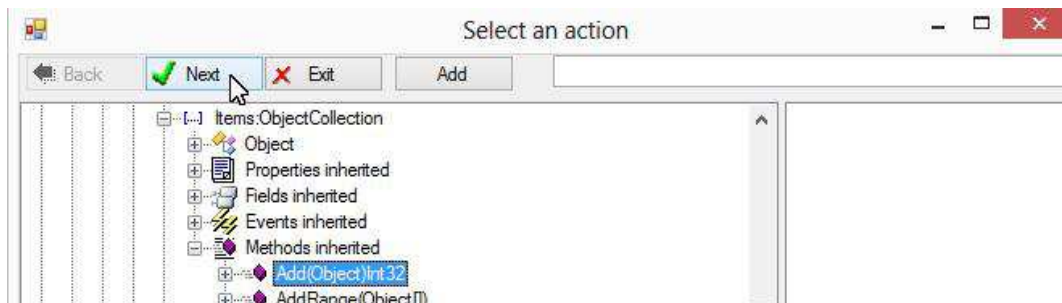 Select an action
Back Next Exit Add
Items:ObjectCollection
Object
Properties inherited
Fields inherited
Events inherited
Methods inherited
Add(Object)Int32
AddRange(Object[])